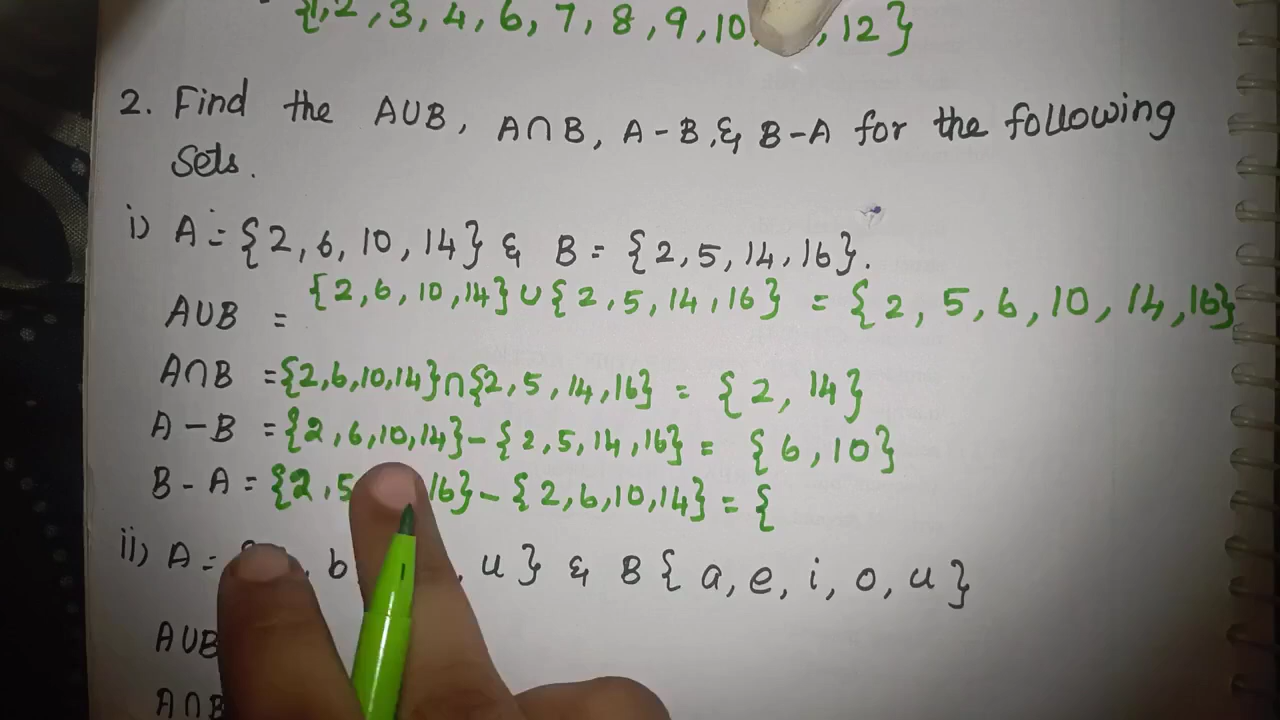 {1,2,3,4,6,7,8,9,10, ,12}
2. Find the A∪B, A∩B, A-B, & B-A for the following
Sets.
i) A = {2,6,10,14} & B = {2,5,14,16}.
A∪B = {2,6,10,14} ∪ {2,5,14,16} = {2,5,6,10,14,16}
A∩B = {2,6,10,14} ∩ {2,5,14,16} = {2,14}
A-B = {2,6,10,14} - {2,5,14,16} = {6,10}
B-A = {2,5 16} - {2,6,10,14} = {
ii) A = , b , u} & B {a, e, i, o, u}
A∪B
A∩B